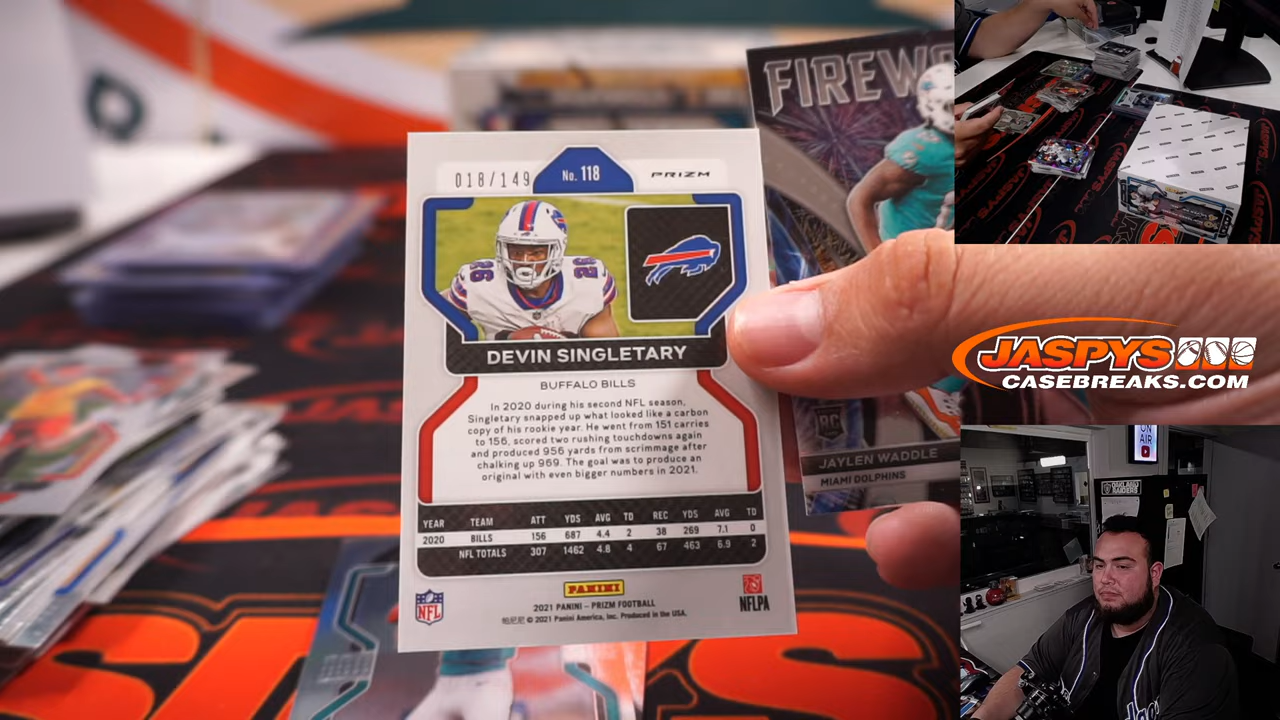 018/149
No. 118
PRIZM
DEVIN SINGLETARY
BUFFALO BILLS
In 2020 during his second NFL season,
Singletary snapped up what looked like a carbon
copy of his rookie year. He went from 151 carries
to 156, scored two rushing touchdowns again
and produced 956 yards from scrimmage after
chalking up 969. The goal was to produce an
original with even bigger numbers in 2021.
YEAR TEAM ATT YDS AVG TD REC YDS AVG TD
2020 BILLS 156 687 4.4 2 38 269 7.1 0
NFL TOTALS 307 1462 4.8 4 67 463 6.9 2
PANINI
2021 PANINI – PRIZM FOOTBALL
帕尼尼 © 2021 Panini America, Inc. Produced in the USA.
NFL
NFLPA
FIREWO
RC
JAYLEN WADDLE
MIAMI DOLPHINS
JASPYS
CASEBREAKS.COM
ON
AIR
OAKLAND
RAIDERS